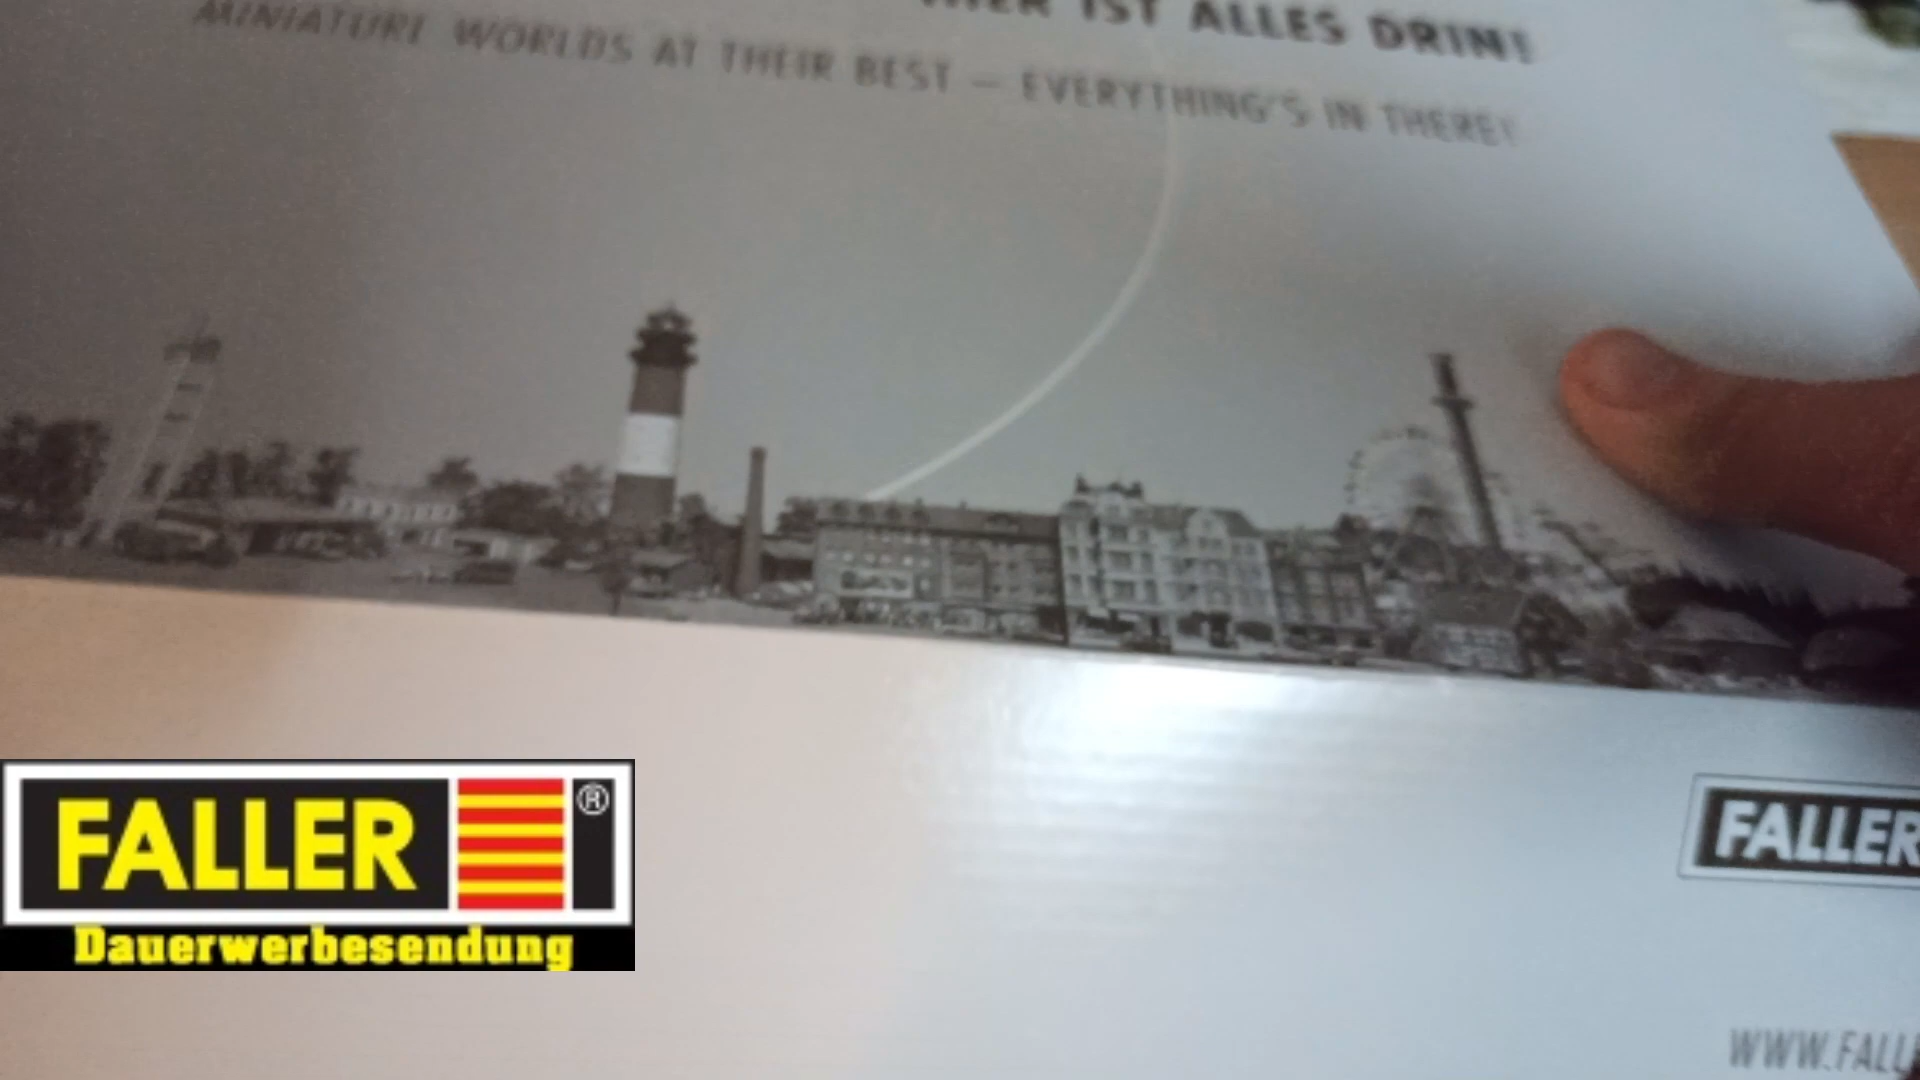 IST ALLES DRIN!
MINIATURE WORLDS AT THEIR BEST – EVERYTHING'S IN THERE!
FALLER ®
Dauerwerbesendung
FALLER